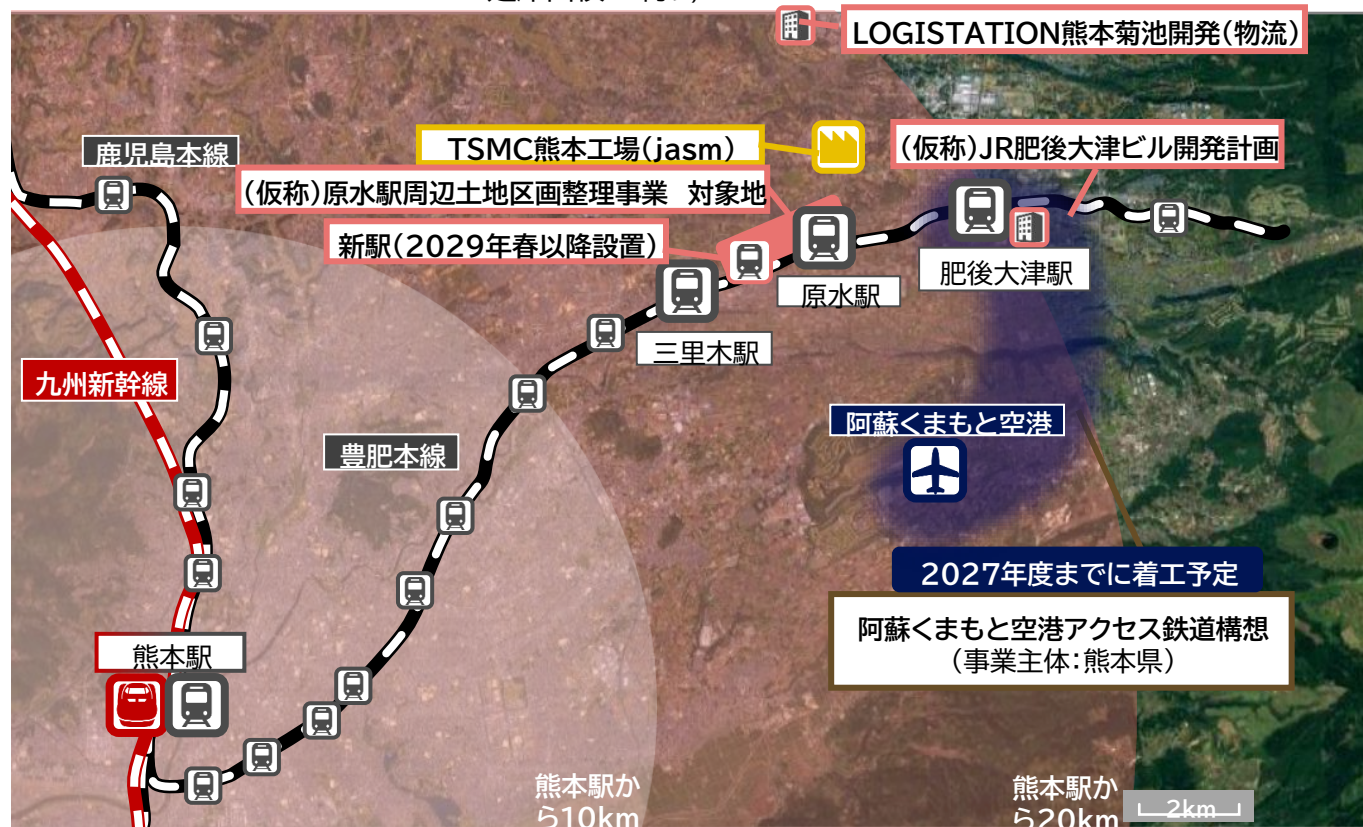 LOGISTATION熊本菊池開発(物流)
鹿児島本線
TSMC熊本工場(jasm)
(仮称)JR肥後大津ビル開発計画
(仮称)原水駅周辺土地区画整理事業　対象地
新駅(2029年春以降設置)
肥後大津駅
原水駅
三里木駅
九州新幹線
阿蘇くまもと空港
豊肥本線
2027年度までに着工予定
阿蘇くまもと空港アクセス鉄道構想
(事業主体:熊本県)
熊本駅
熊本駅か
ら10km
熊本駅か
ら20km
2km